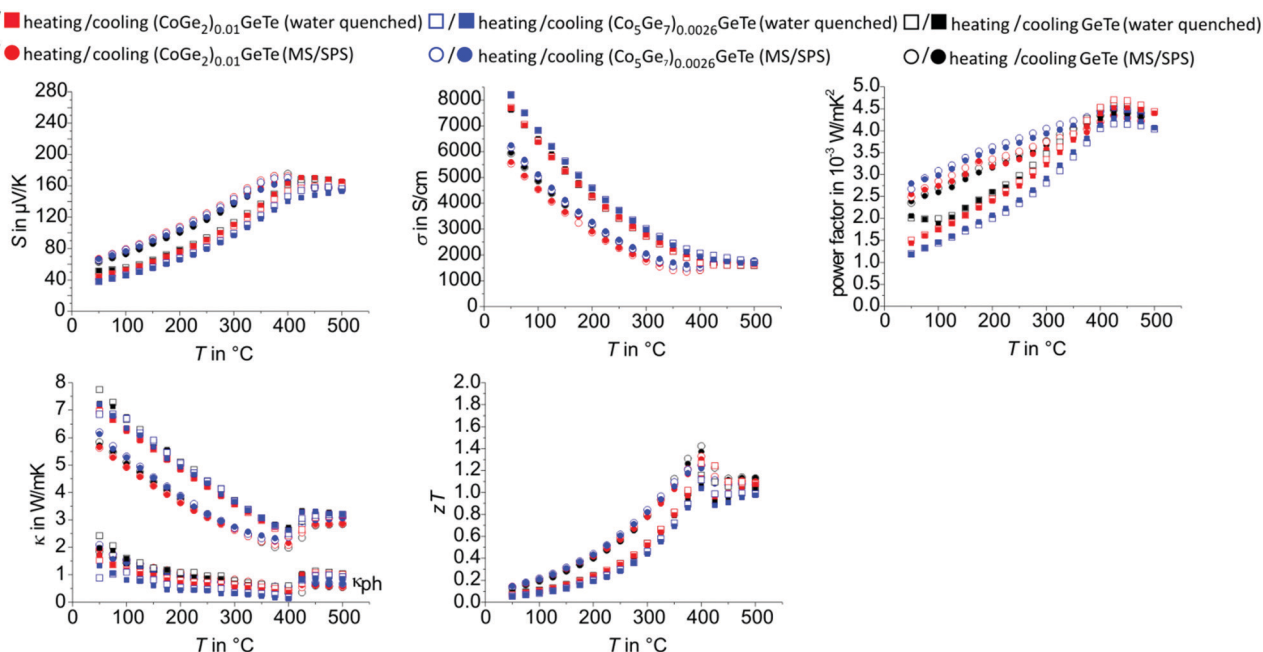 /■ heating/cooling (CoGe₂)₀.₀₁GeTe (water quenched) □/■ heating/cooling (Co₅Ge₇)₀.₀₀₂₆GeTe (water quenched) □/■ heating/cooling GeTe (water quenched)
● heating/cooling (CoGe₂)₀.₀₁GeTe (MS/SPS) ○/● heating/cooling (Co₅Ge₇)₀.₀₀₂₆GeTe (MS/SPS) ○/● heating /cooling GeTe (MS/SPS)
S in µV/K
280
240
200
160
120
80
40
0
0 100 200 300 400 500
T in °C
σ in S/cm
8000
7000
6000
5000
4000
3000
2000
1000
0
0 100 200 300 400 500
T in °C
power factor in 10⁻³ W/mK²
5.0
4.5
4.0
3.5
3.0
2.5
2.0
1.5
1.0
0.5
0.0
0 100 200 300 400 500
T in °C
κ in W/mK
8
7
6
5
4
3
2
1
0
κph
0 100 200 300 400 500
T in °C
zT
2.0
1.8
1.6
1.4
1.2
1.0
0.8
0.6
0.4
0.2
0.0
0 100 200 300 400 500
T in °C